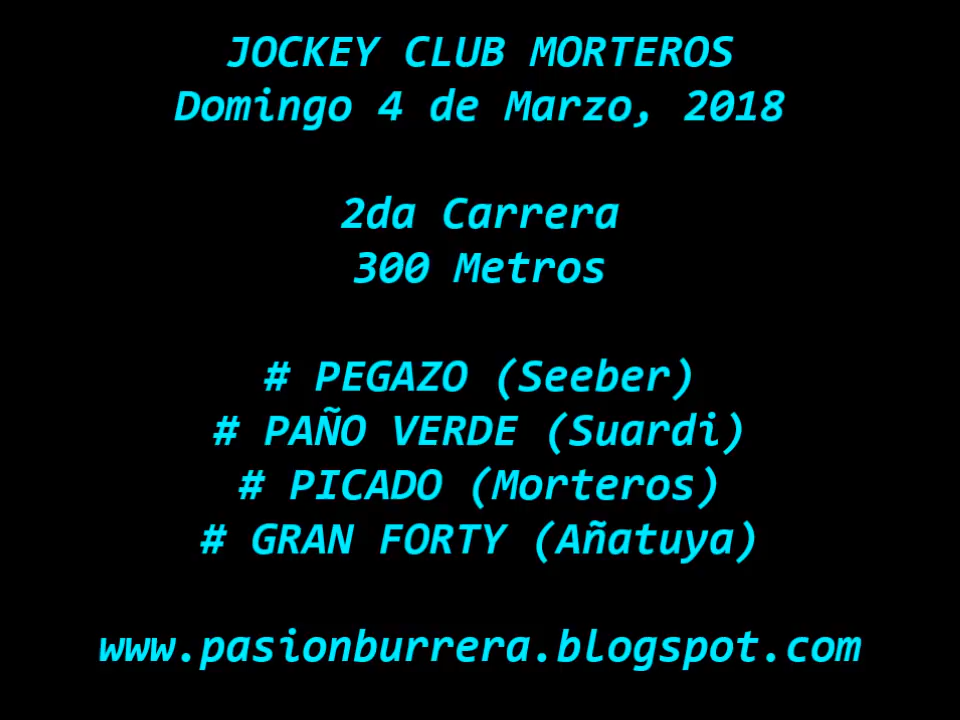 JOCKEY CLUB MORTEROS
Domingo 4 de Marzo, 2018
2da Carrera
300 Metros
# PEGAZO (Seeber)
# PAÑO VERDE (Suardi)
# PICADO (Morteros)
# GRAN FORTY (Añatuya)
www.pasionburrera.blogspot.com